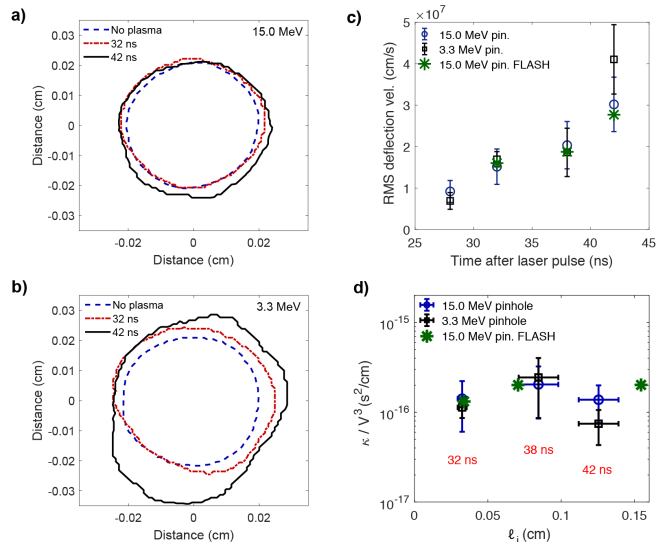 a)
No plasma
32 ns
42 ns
15.0 MeV
0.03
0.02
0.01
0
-0.01
-0.02
-0.03
Distance (cm)
-0.02
0
0.02
Distance (cm)
b)
No plasma
32 ns
42 ns
3.3 MeV
0.03
0.02
0.01
0
-0.01
-0.02
-0.03
Distance (cm)
-0.02
0
0.02
Distance (cm)
c)
×10⁷
15.0 MeV pin.
3.3 MeV pin.
15.0 MeV pin. FLASH
5
4
3
2
1
0
RMS deflection vel. (cm/s)
25
30
35
40
45
Time after laser pulse (ns)
d)
15.0 MeV pinhole
3.3 MeV pinhole
15.0 MeV pin. FLASH
10⁻¹⁵
10⁻¹⁶
10⁻¹⁷
κ / V³ (s²/cm)
32 ns
38 ns
42 ns
0
0.05
0.1
0.15
ℓᵢ (cm)